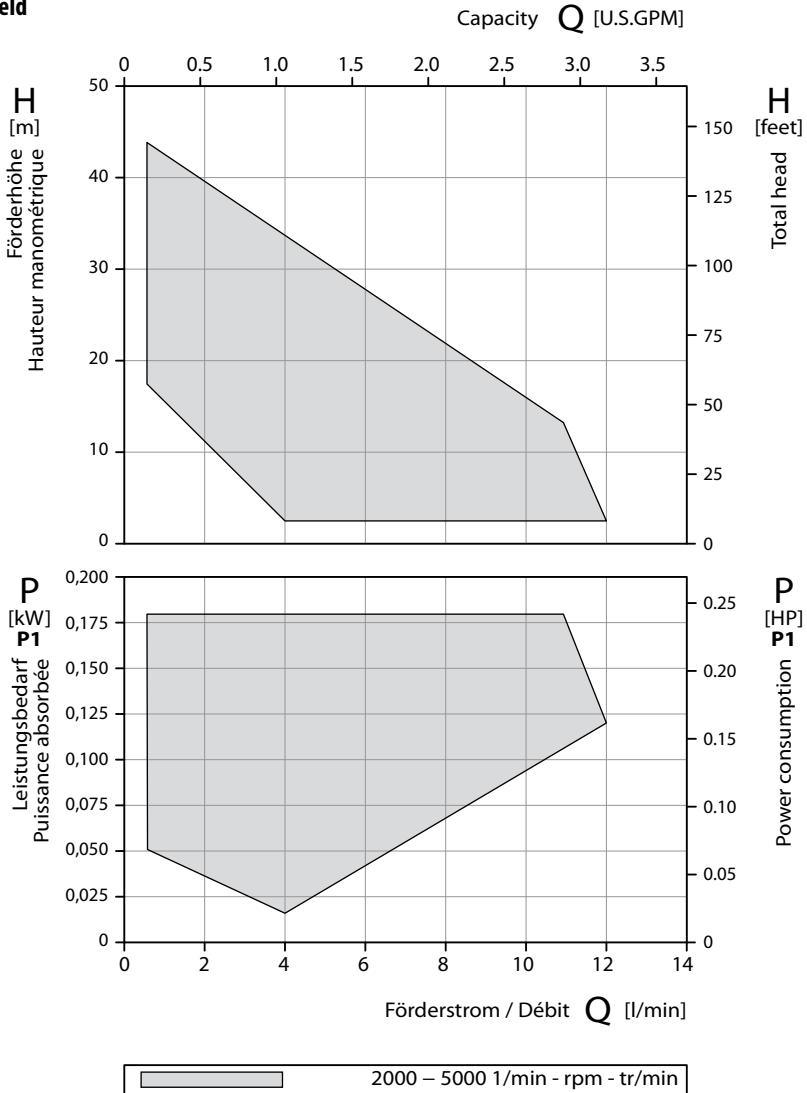 eld
Capacity Q [U.S.GPM]
0 0.5 1.0 1.5 2.0 2.5 3.0 3.5
H
[m]
Förderhöhe
Hauteur manométrique
50
40
30
20
10
0
H
[feet]
Total head
150
125
100
75
50
25
0
P
[kW]
P1
Leistungsbedarf
Puissance absorbée
0,200
0,175
0,150
0,125
0,100
0,075
0,050
0,025
0
P
[HP]
P1
Power consumption
0.25
0.20
0.15
0.10
0.05
0
0 2 4 6 8 10 12 14
Förderstrom / Débit Q [l/min]
2000 – 5000 1/min - rpm - tr/min